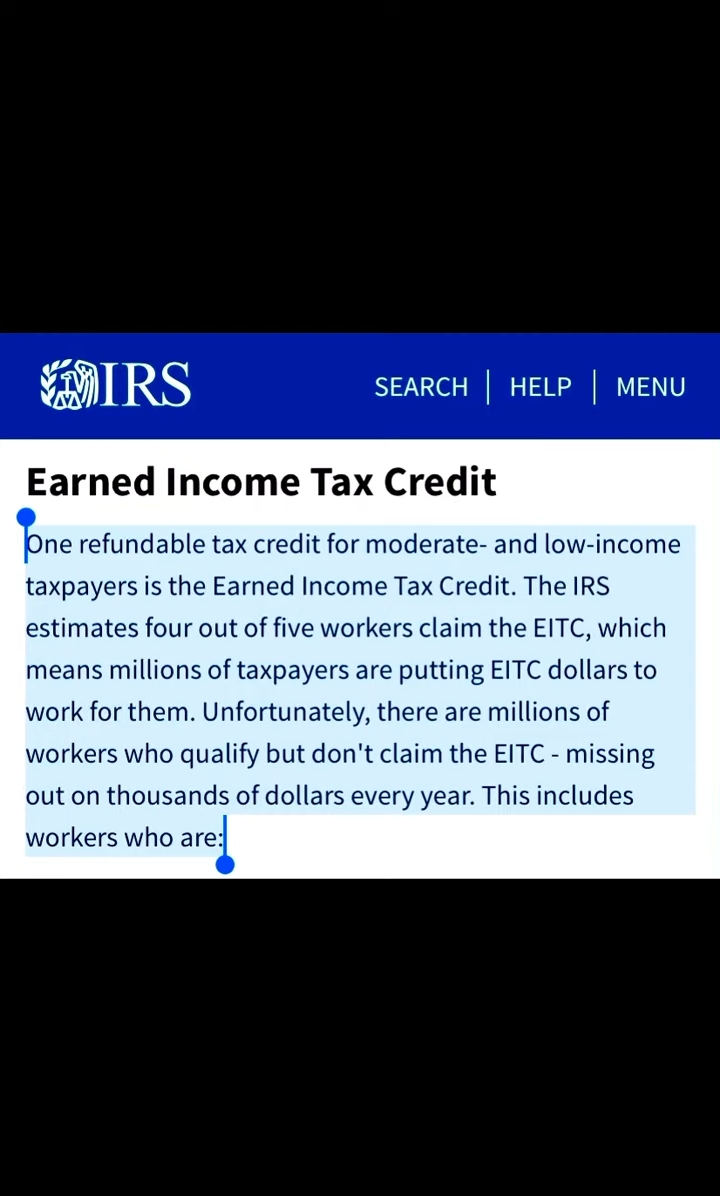 IRS
SEARCH | HELP | MENU
Earned Income Tax Credit
One refundable tax credit for moderate- and low-income
taxpayers is the Earned Income Tax Credit. The IRS
estimates four out of five workers claim the EITC, which
means millions of taxpayers are putting EITC dollars to
work for them. Unfortunately, there are millions of
workers who qualify but don't claim the EITC - missing
out on thousands of dollars every year. This includes
workers who are: